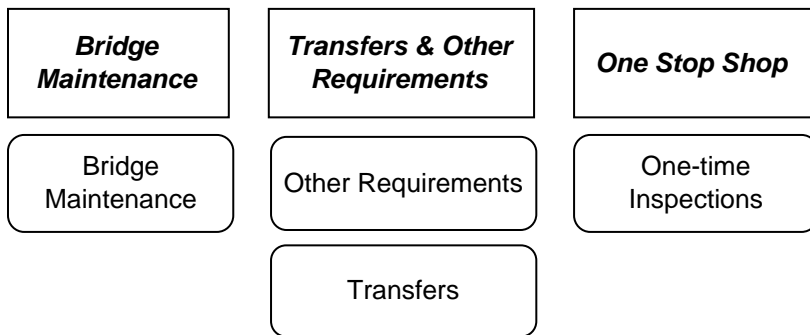 Bridge
Maintenance
Transfers & Other
Requirements
One Stop Shop
Bridge
Maintenance
Other Requirements
One-time
Inspections
Transfers